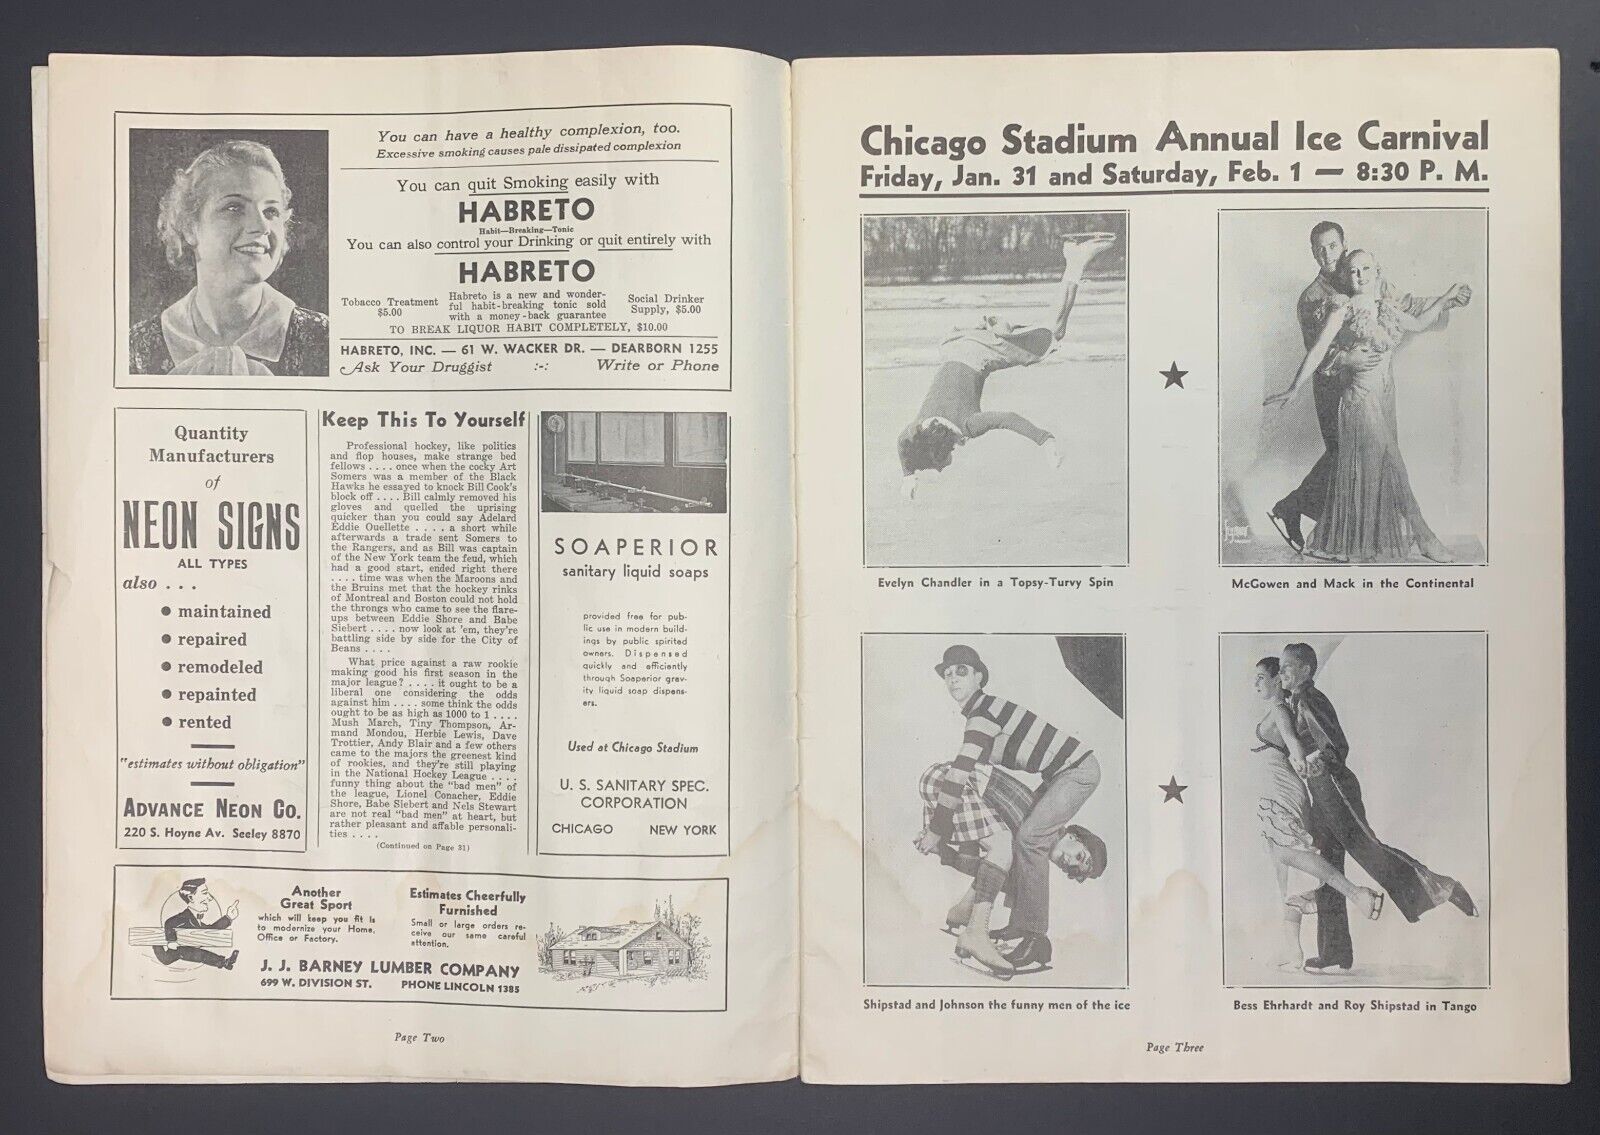 You can have a healthy complexion, too.
Excessive smoking causes pale dissipated complexion
You can quit Smoking easily with
HABRETO
Habit—Breaking—Tonic
You can also control your Drinking or quit entirely with
HABRETO
Tobacco Treatment
$5.00
Habreto is a new and wonder-
ful habit-breaking tonic sold
with a money-back guarantee
Social Drinker
Supply, $5.00
TO BREAK LIQUOR HABIT COMPLETELY, $10.00
HABRETO, INC. — 61 W. WACKER DR. — DEARBORN 1255
Ask Your Druggist :-: Write or Phone
Quantity
Manufacturers
of
NEON SIGNS
ALL TYPES
also . . .
● maintained
● repaired
● remodeled
● repainted
● rented
"estimates without obligation"
ADVANCE NEON CO.
220 S. Hoyne Av. Seeley 8870
Keep This To Yourself
Professional hockey, like politics
and flop houses, make strange bed
fellows . . . . once when the cocky Art
Somers was a member of the Black
Hawks he essayed to knock Bill Cook's
block off . . . . Bill calmly removed his
gloves and quelled the uprising
quicker than you could say Adelard
Eddie Ouellette . . . . a short while
afterwards a trade sent Somers to
the Rangers, and as Bill was captain
of the New York team the feud, which
had a good start, ended right there
. . . . time was when the Maroons and
the Bruins met that the hockey rinks
of Montreal and Boston could not hold
the throngs who came to see the flare-
ups between Eddie Shore and Babe
Siebert . . . . now look at 'em, they're
battling side by side for the City of
Beans . . . .
What price against a raw rookie
making good his first season in the
major league? . . . . it ought to be a
liberal one considering the odds
against him . . . . some think the odds
ought to be as high as 1000 to 1 . . . .
Mush March, Tiny Thompson, Ar-
mand Mondou, Herbie Lewis, Dave
Trottier, Andy Blair and a few others
came to the majors the greenest kind
of rookies, and they're still playing
in the National Hockey League . . . .
funny thing about the "bad men" of
the league, Lionel Conacher, Eddie
Shore, Babe Siebert and Nels Stewart
are not real "bad men" at heart, but
rather pleasant and affable personali-
ties . . . .
(Continued on Page 31)
SOAPERIOR
sanitary liquid soaps
provided free for pub-
lic use in modern build-
ings by public spirited
owners. Dispensed
quickly and efficiently
through Soaperior grav-
ity liquid soap dispens-
ers.
Used at Chicago Stadium
U. S. SANITARY SPEC.
CORPORATION
CHICAGO NEW YORK
Another
Great Sport
which will keep you fit is
to modernize your Home,
Office or Factory.
Estimates Cheerfully
Furnished
Small or large orders re-
ceive our same careful
attention.
J. J. BARNEY LUMBER COMPANY
699 W. DIVISION ST. PHONE LINCOLN 1385
Page Two
Chicago Stadium Annual Ice Carnival
Friday, Jan. 31 and Saturday, Feb. 1 — 8:30 P. M.
Evelyn Chandler in a Topsy-Turvy Spin
McGowen and Mack in the Continental
Shipstad and Johnson the funny men of the ice
Bess Ehrhardt and Roy Shipstad in Tango
Page Three